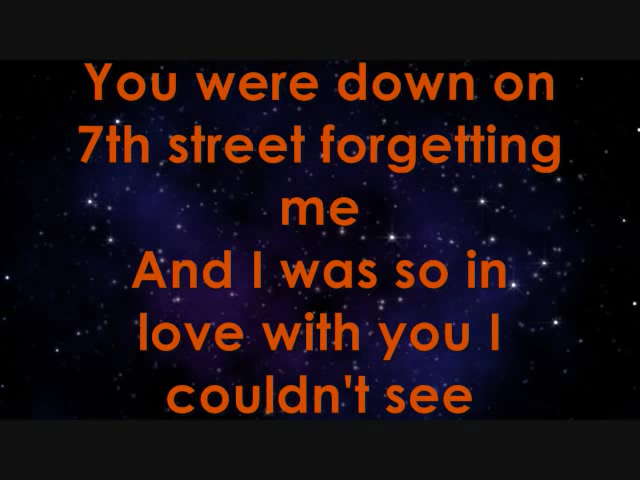 You were down on
7th street forgetting
me
And I was so in
love with you I
couldn't see